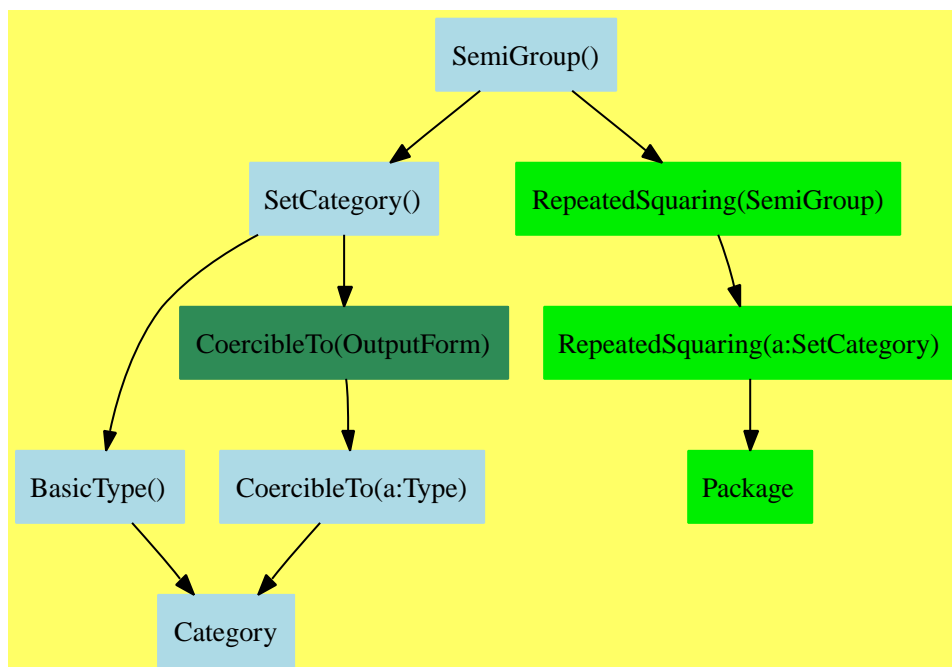 SemiGroup()
SetCategory()
RepeatedSquaring(SemiGroup)
CoercibleTo(OutputForm)
RepeatedSquaring(a:SetCategory)
BasicType()
CoercibleTo(a:Type)
Package
Category